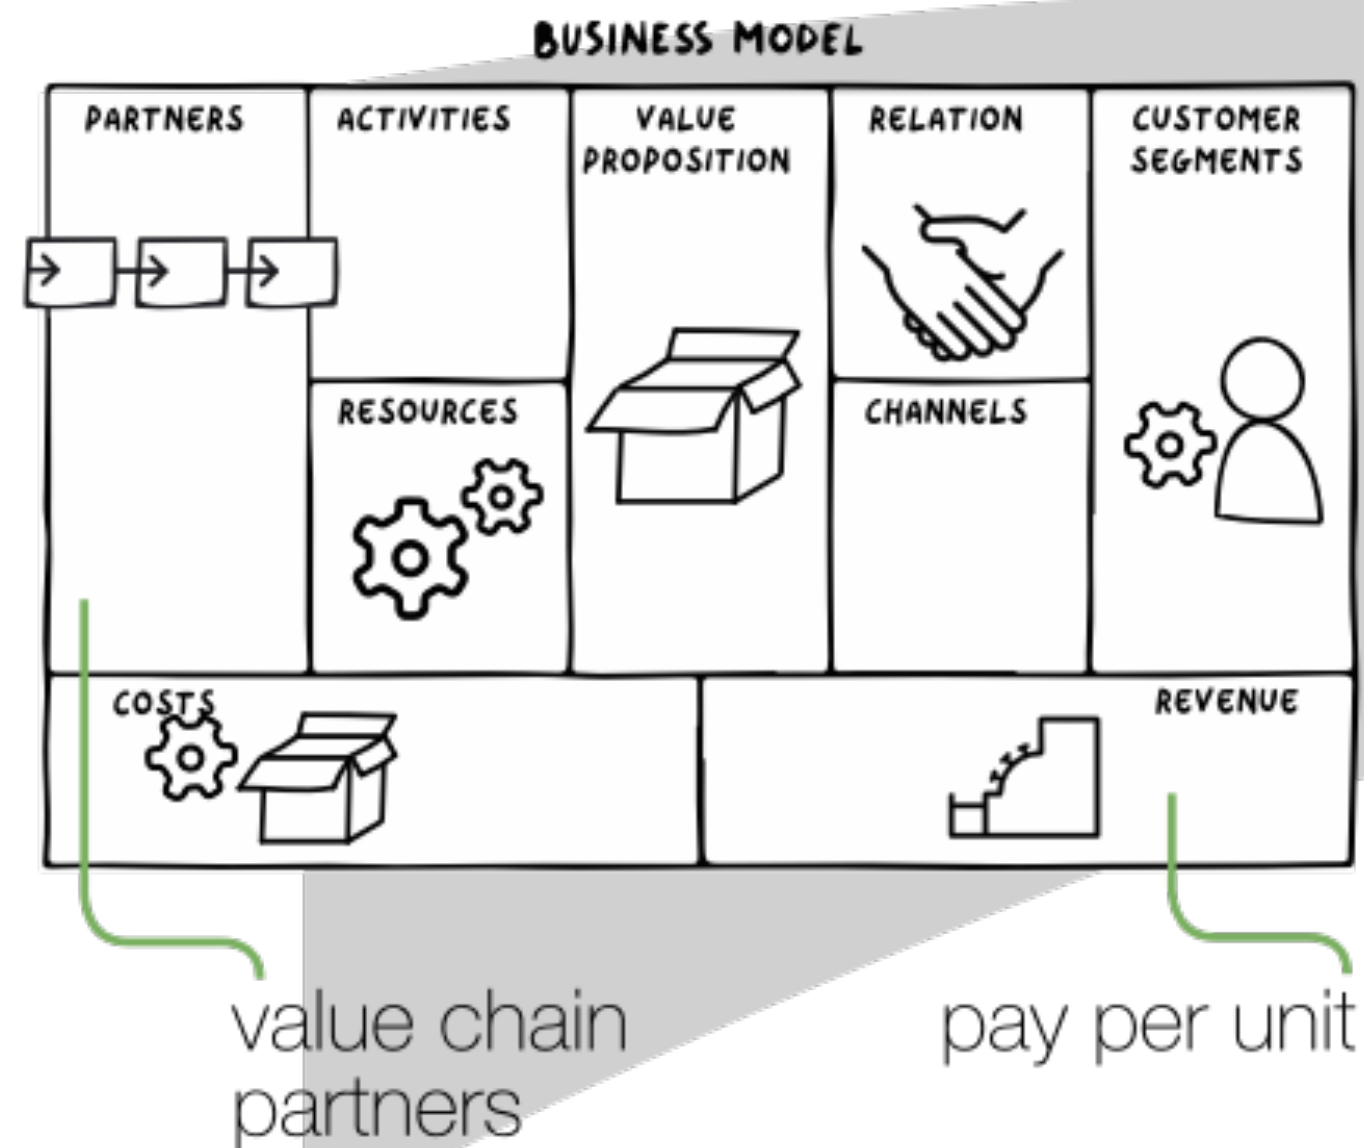 BUSINESS MODEL
PARTNERS
ACTIVITIES
VALUE
PROPOSITION
RELATION
CUSTOMER
SEGMENTS
RESOURCES
CHANNELS
COSTS
REVENUE
value chain
partners
pay per unit